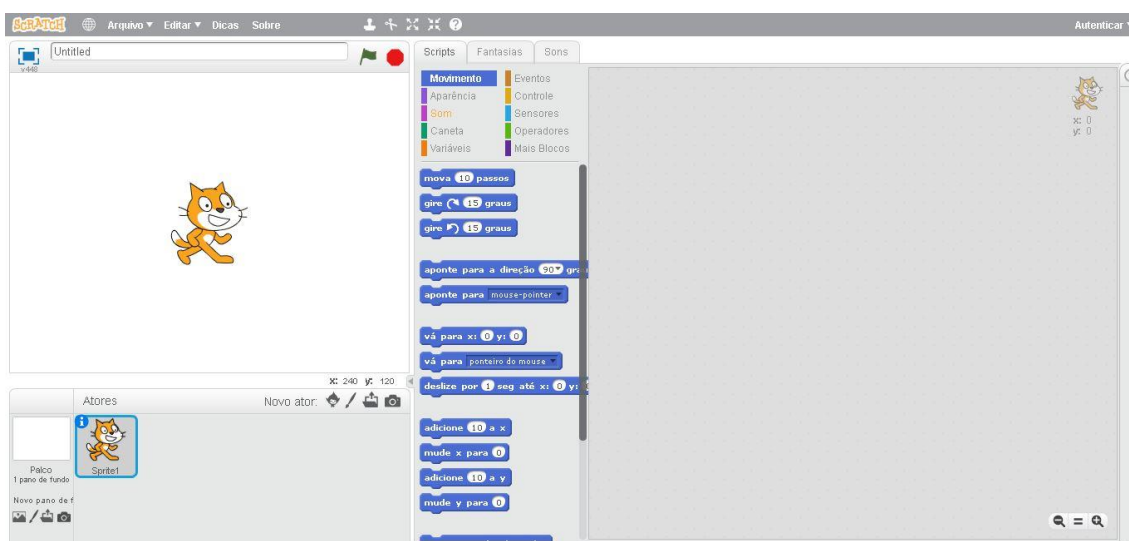 SCRATCH Arquivo Editar Dicas Sobre Autenticar
Untitled
v448
Scripts Fantasias Sons
Movimento Eventos
Aparência Controle
Som Sensores
Caneta Operadores
Variáveis Mais Blocos
x: 0
y: 0
mova 10 passos
gire 15 graus
gire 15 graus
aponte para a direção 90 gra
aponte para mouse-pointer
vá para x: 0 y: 0
vá para ponteiro do mouse
deslize por 1 seg até x: 0 y:
adicione 10 a x
mude x para 0
adicione 10 a y
mude y para 0
X: 240 y: 120
Atores Novo ator:
Palco
1 pano de fundo
Sprite1
Novo pano de f